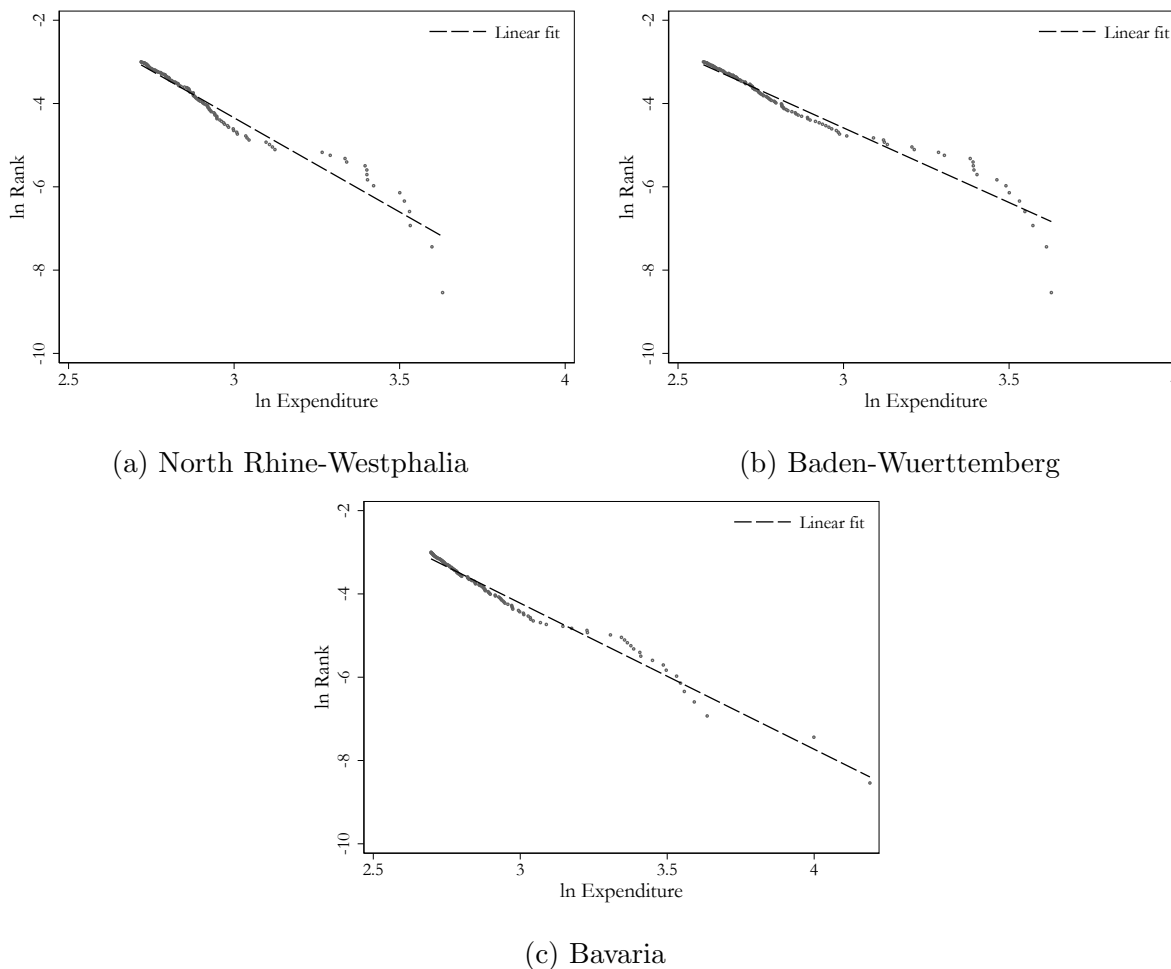 -2
-4
-6
-8
-10
ln Rank
Linear fit
2.5 3 3.5 4
ln Expenditure
(a) North Rhine-Westphalia
-2
-4
-6
-8
-10
ln Rank
Linear fit
2.5 3 3.5
ln Expenditure
(b) Baden-Wuerttemberg
-2
-4
-6
-8
-10
ln Rank
Linear fit
2.5 3 3.5 4
ln Expenditure
(c) Bavaria